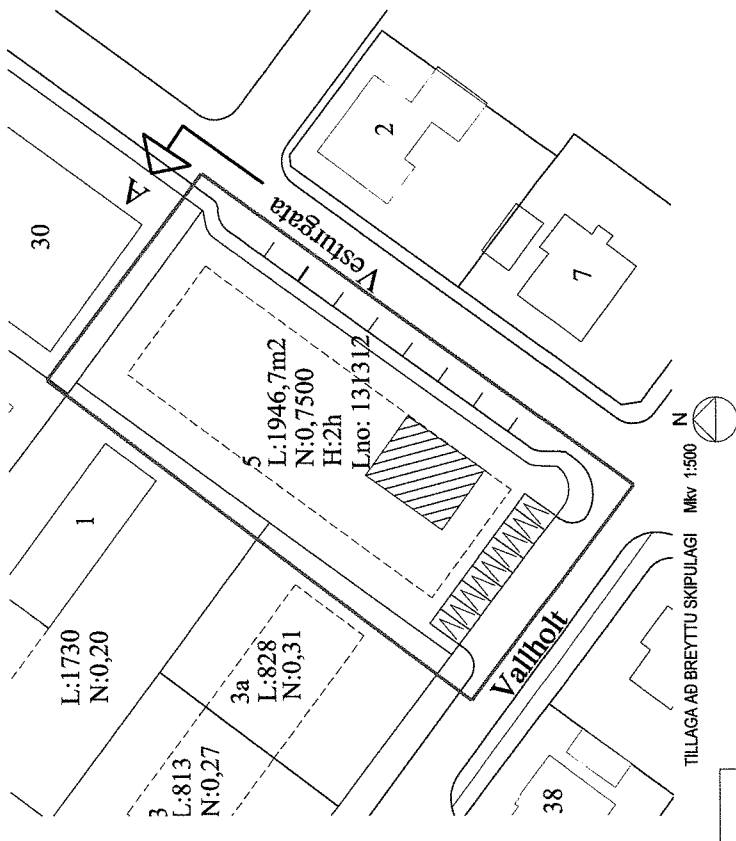 A
30
2
Vesturgata
7
5
L:1946,7m2
N:0,7500
H:2h
Lno: 131312
1
L:1730
N:0,20
3a
L:828
N:0,31
3
L:813
N:0,27
Vallholt
38
N
TILLAGA AÐ BREYTTU SKIPULAGI Mkv 1:500